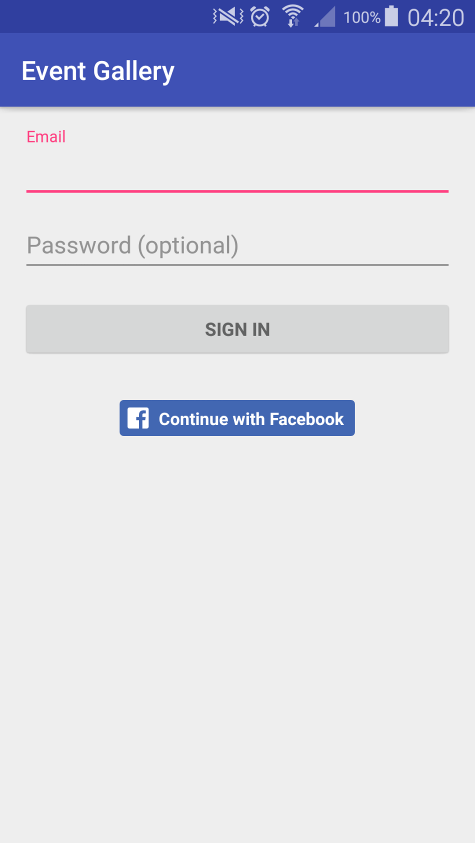 100% 04:20
Event Gallery
Email
Password (optional)
SIGN IN
Continue with Facebook